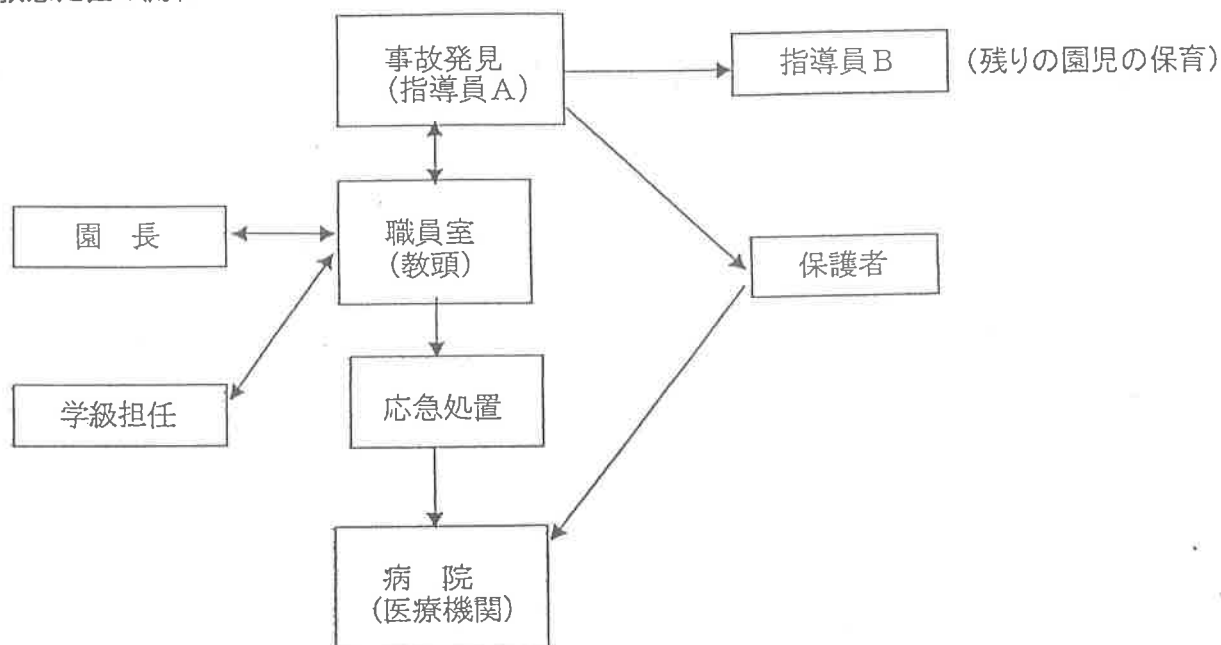 事故発見
(指導員A)
指導員B
(残りの園児の保育)
園 長
職員室
(教頭)
保護者
学級担任
応急処置
病 院
(医療機関)